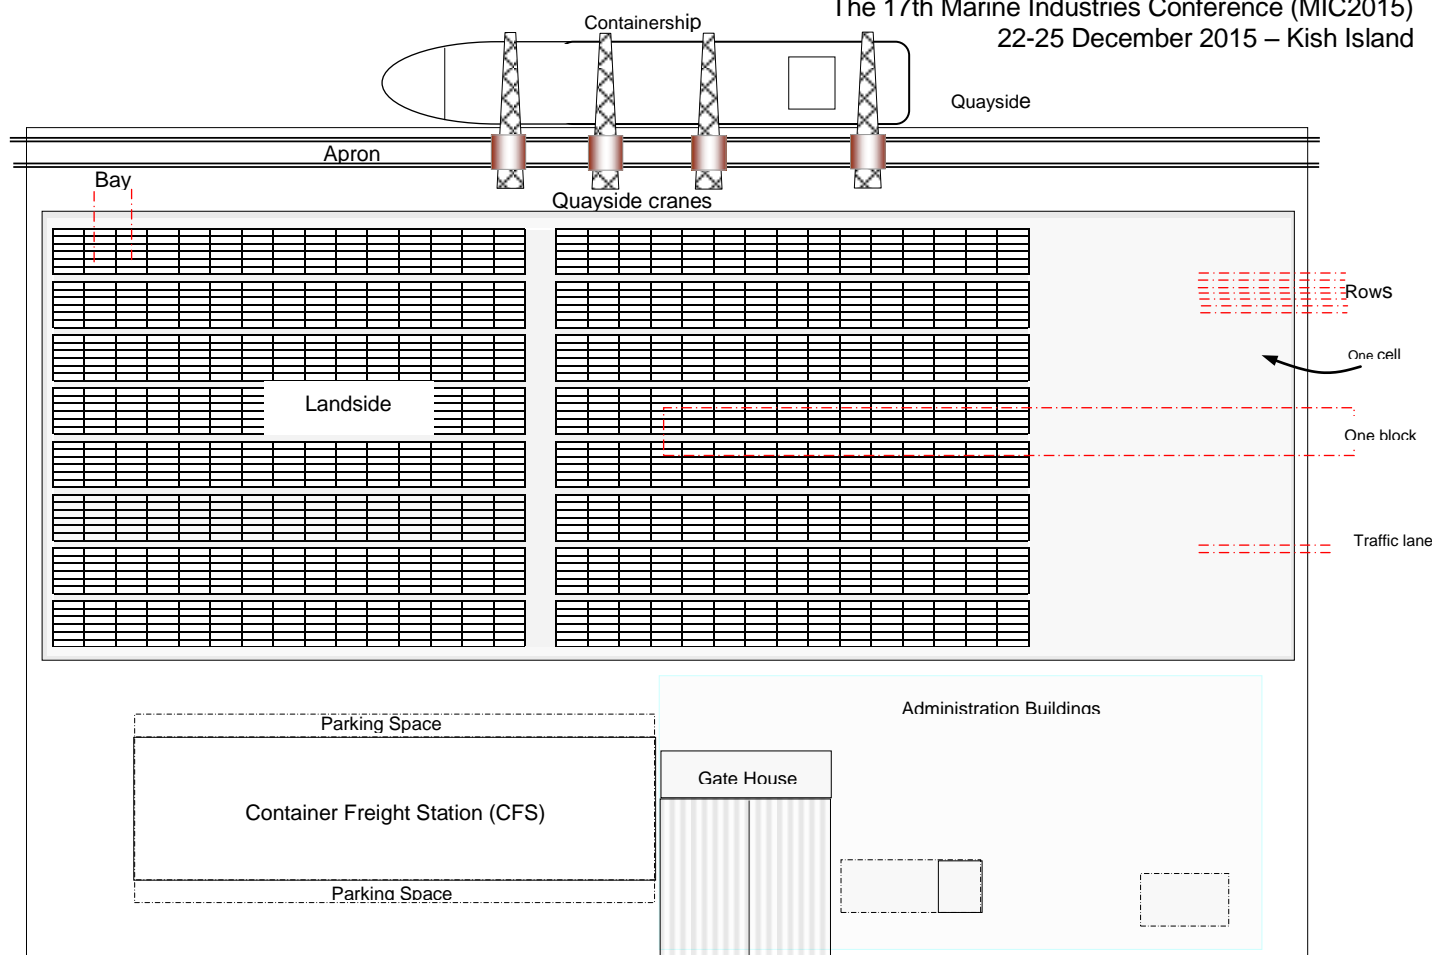 The 17th Marine Industries Conference (MIC2015)
22-25 December 2015 – Kish Island
Containership
Quayside
Apron
Bay
Quayside cranes
Rows
One cell
Landside
One block
Traffic lane
Administration Buildings
Parking Space
Gate House
Container Freight Station (CFS)
Parking Space